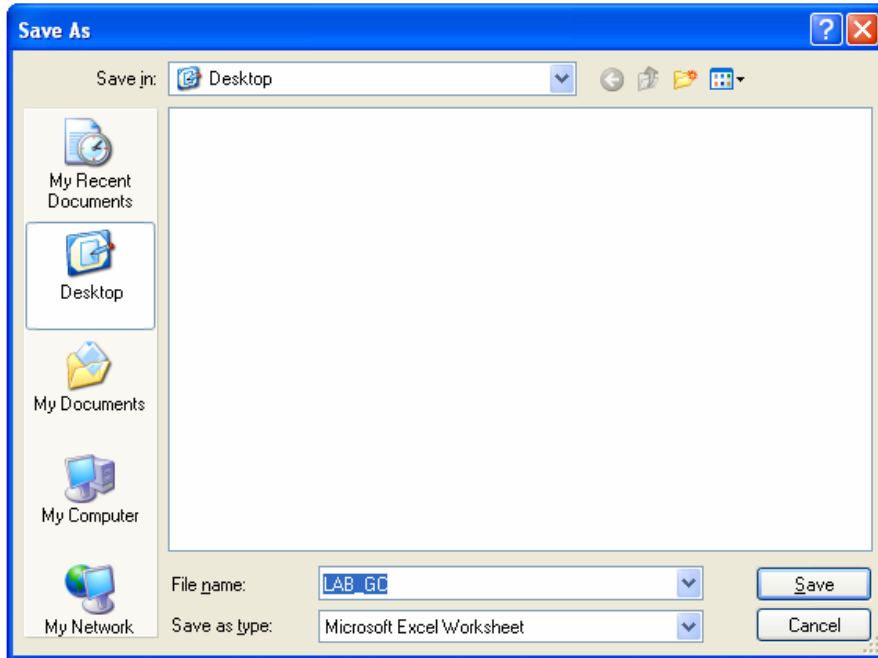 Save As
Save in:
Desktop
My Recent
Documents
Desktop
My Documents
My Computer
My Network
File name:
LAB_GC
Save
Save as type:
Microsoft Excel Worksheet
Cancel